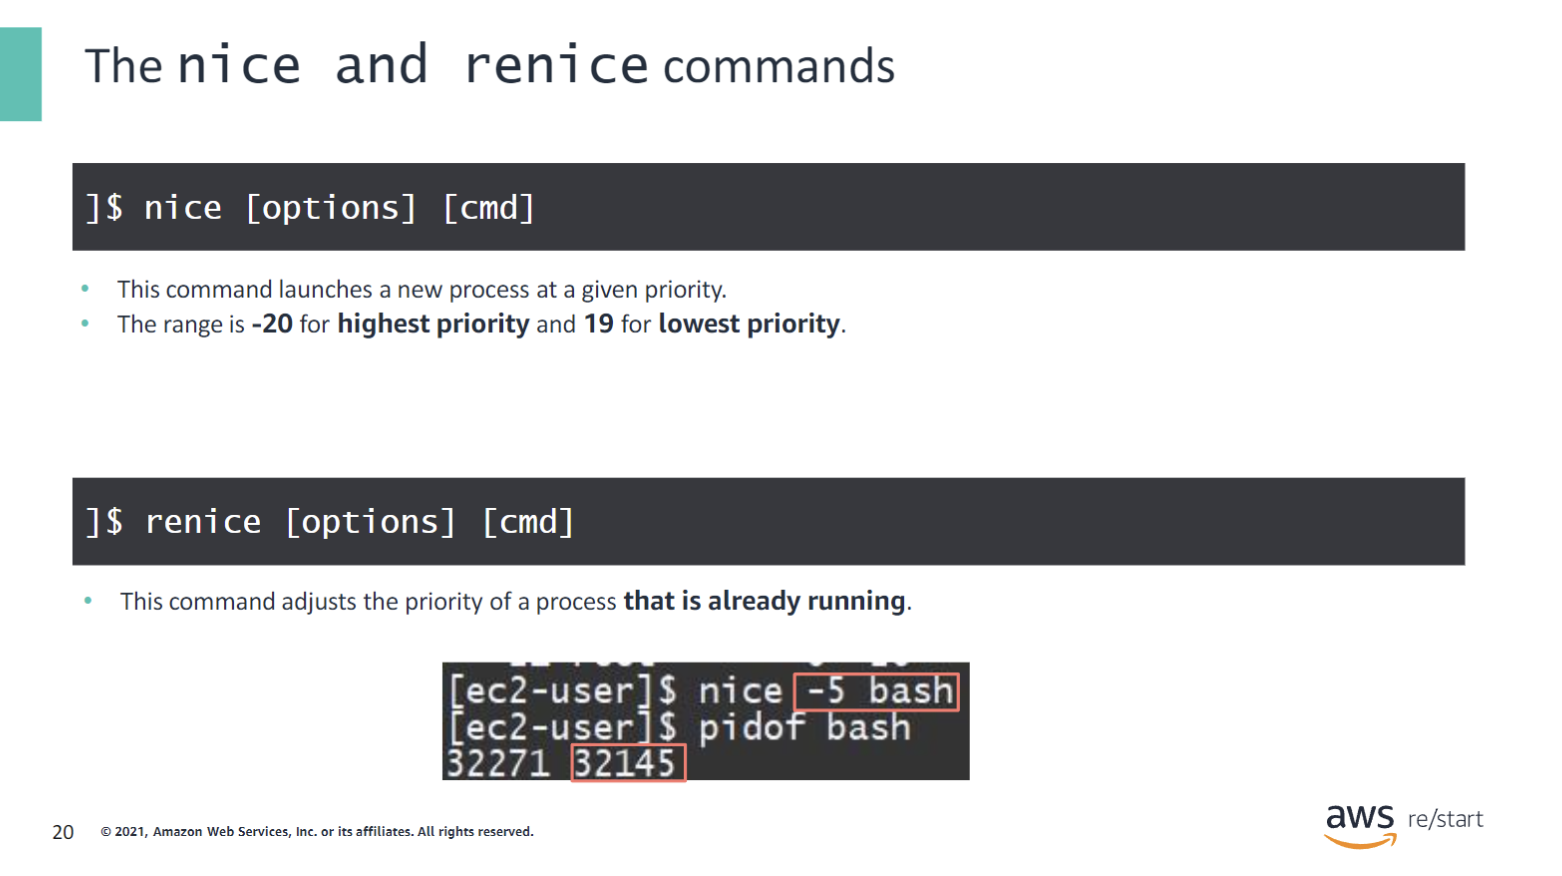 The nice and renice commands
]$ nice [options] [cmd]
• This command launches a new process at a given priority.
• The range is -20 for highest priority and 19 for lowest priority.
]$ renice [options] [cmd]
• This command adjusts the priority of a process that is already running.
[ec2-user]$ nice -5 bash
[ec2-user]$ pidof bash
32271 32145
20 © 2021, Amazon Web Services, Inc. or its affiliates. All rights reserved.
aws re/start